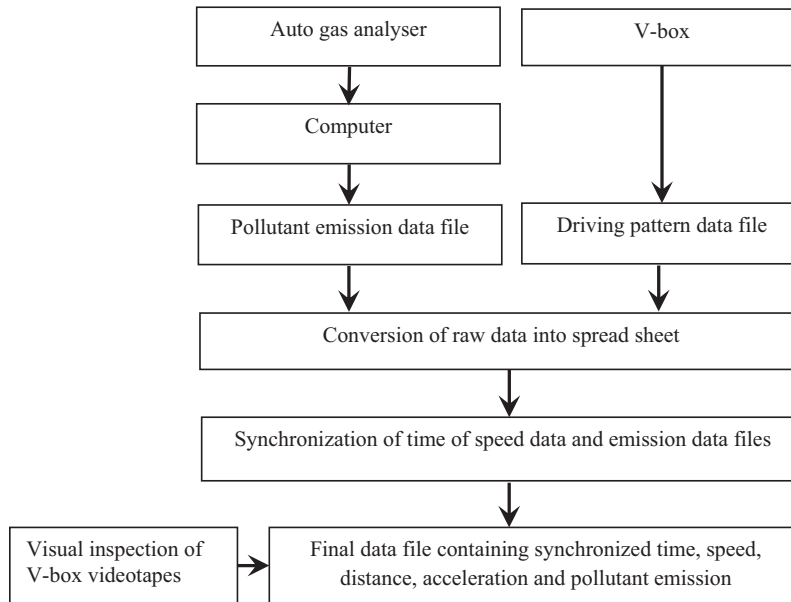 Auto gas analyser
V-box
Computer
Pollutant emission data file
Driving pattern data file
Conversion of raw data into spread sheet
Synchronization of time of speed data and emission data files
Visual inspection of
V-box videotapes
Final data file containing synchronized time, speed,
distance, acceleration and pollutant emission